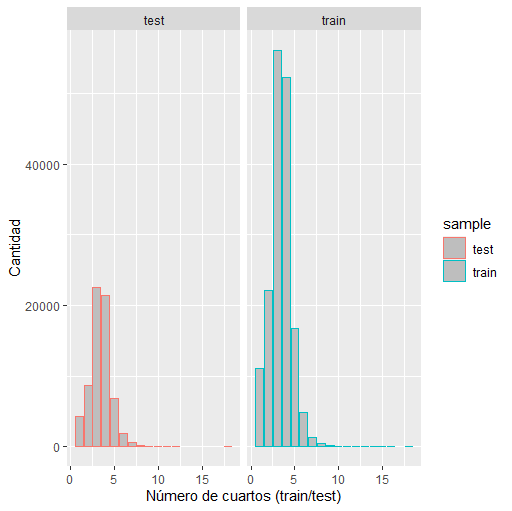 test train
Cantidad
40000
20000
0
0 5 10 15 0 5 10 15
Número de cuartos (train/test)
sample
test
train